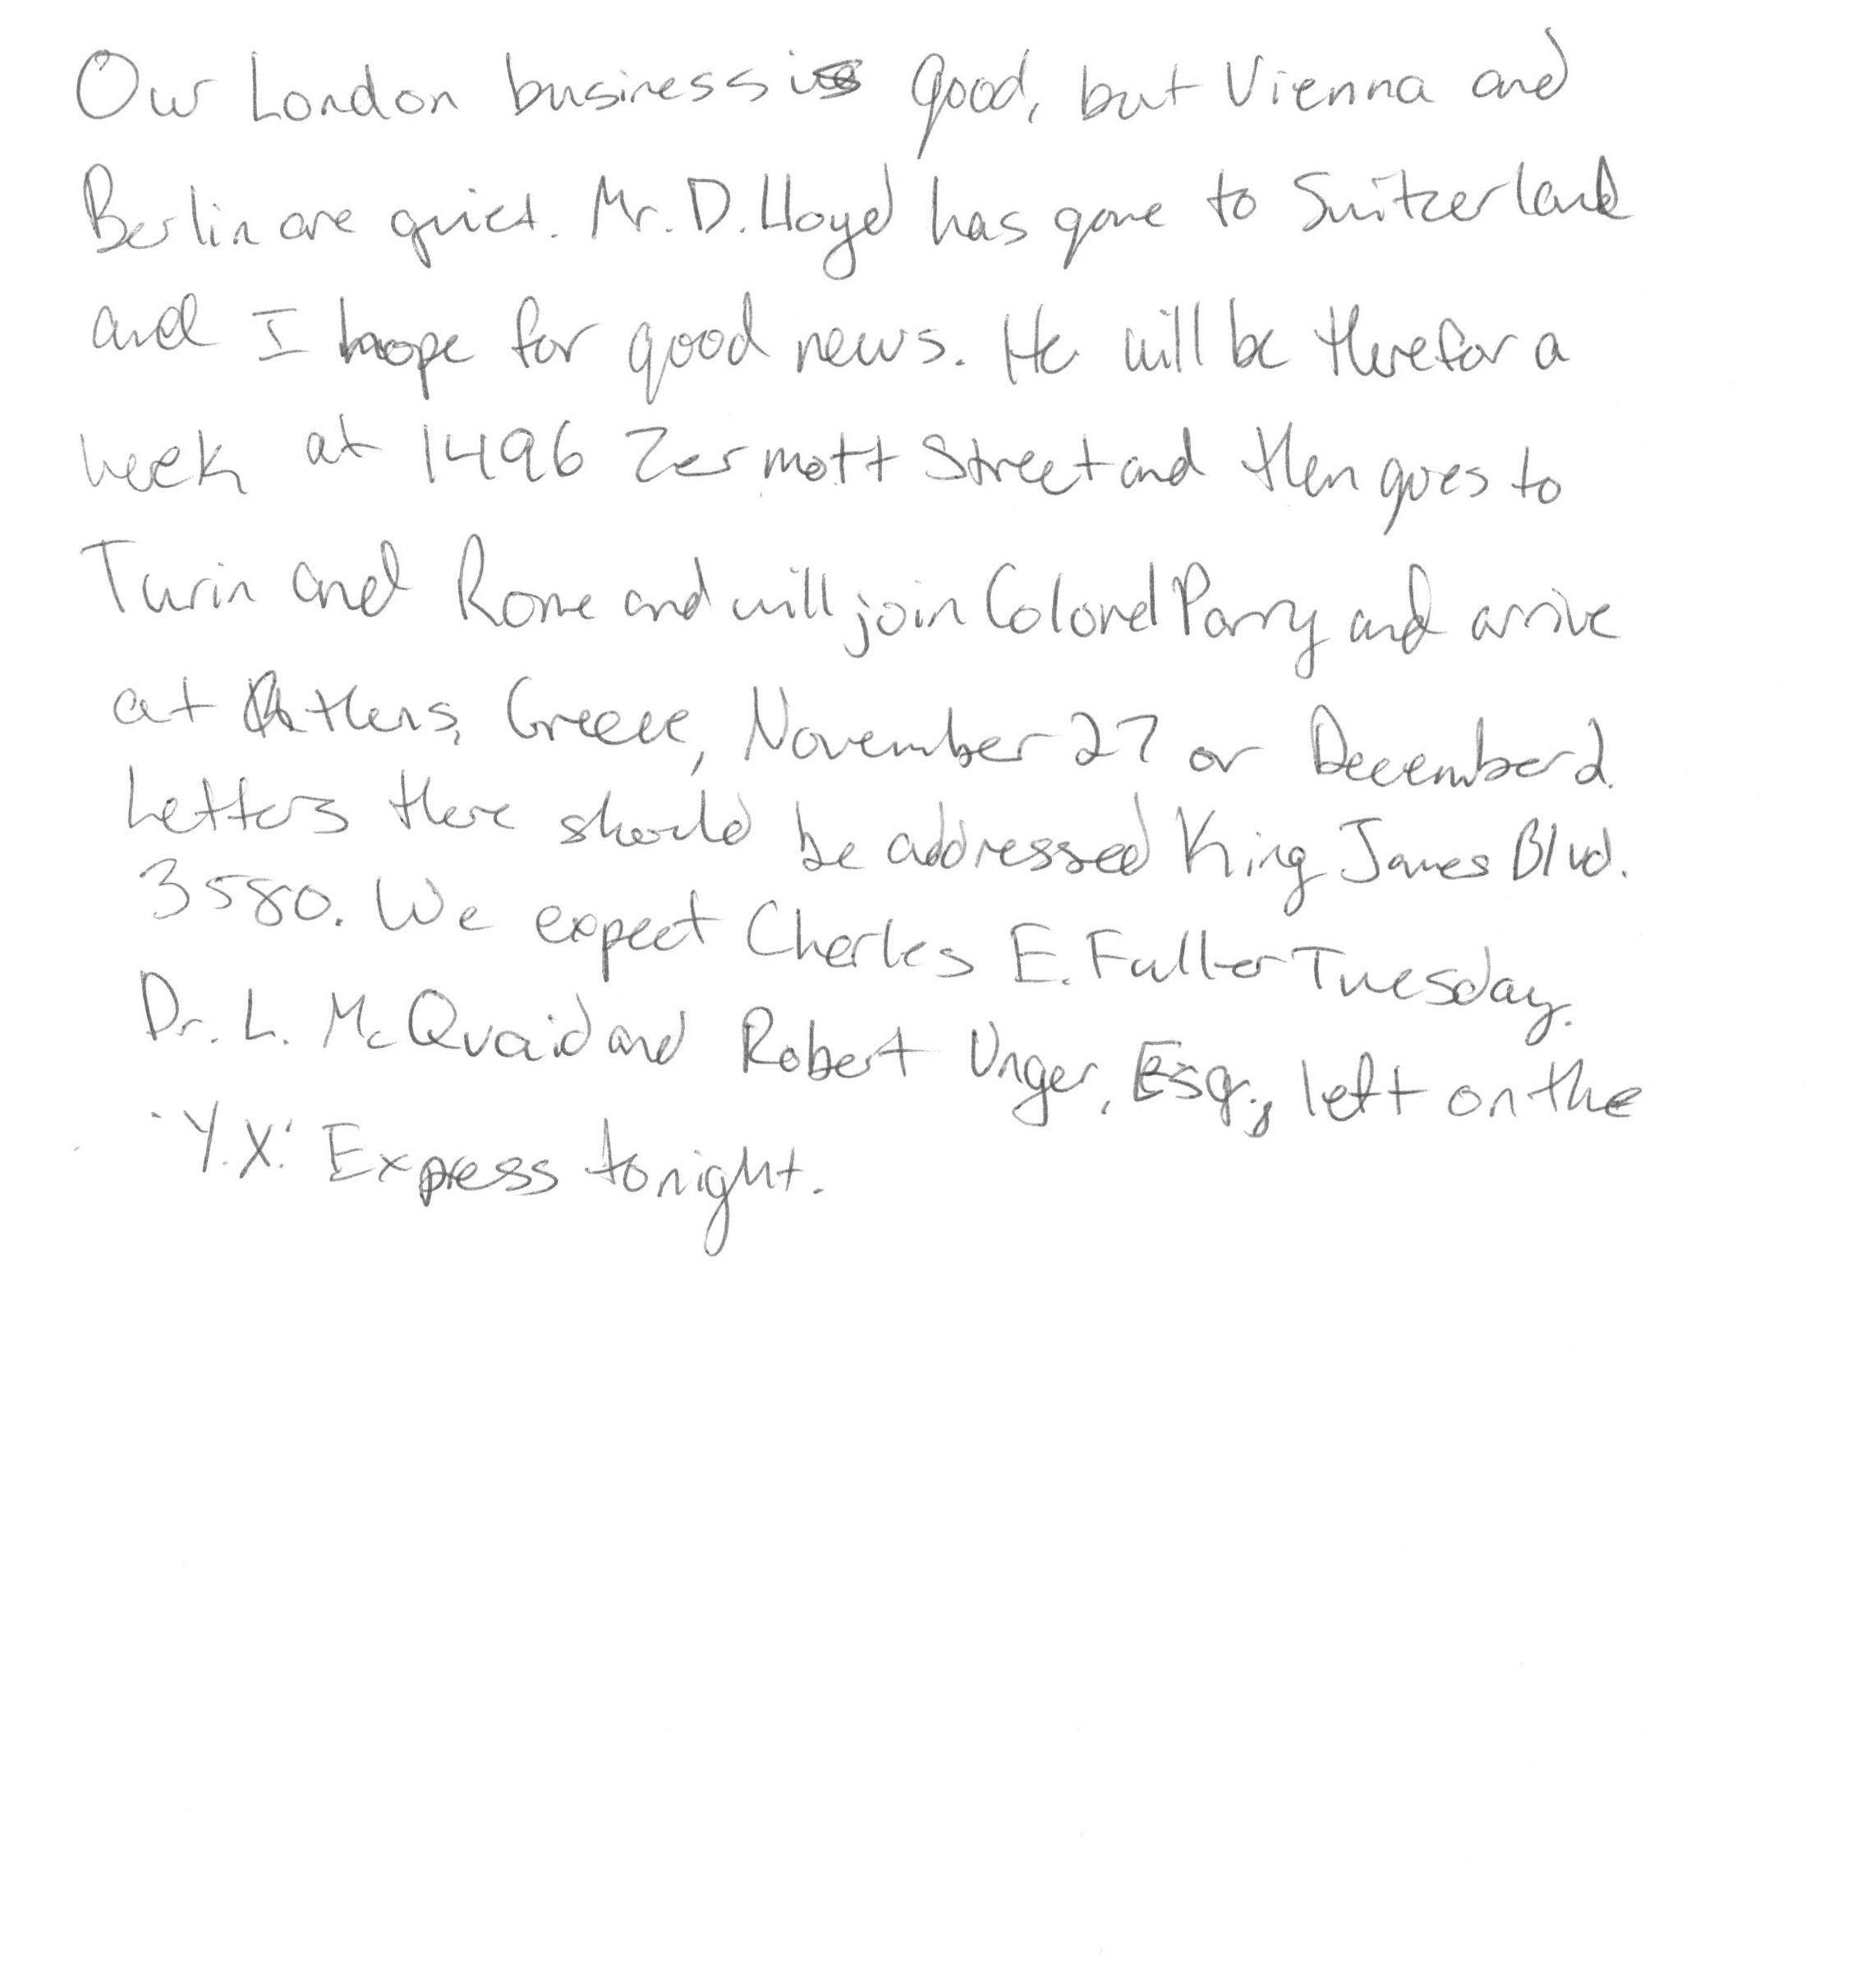 Our London business is good, but Vienna and
Berlin are quiet. Mr. D. Lloyd has gone to Switzerland
and I hope for good news. He will be there for a
week at 1496 Zermott Street and then goes to
Turin and Rome and will join Colonel Parry and arrive
at Athens, Greece, November 27 or December 2.
Letters there should be addressed King James Blvd.
3580. We expect Charles E. Fuller Tuesday.
Dr. L. McQuaid and Robert Unger, Esq., left on the
'Y.X.' Express tonight.